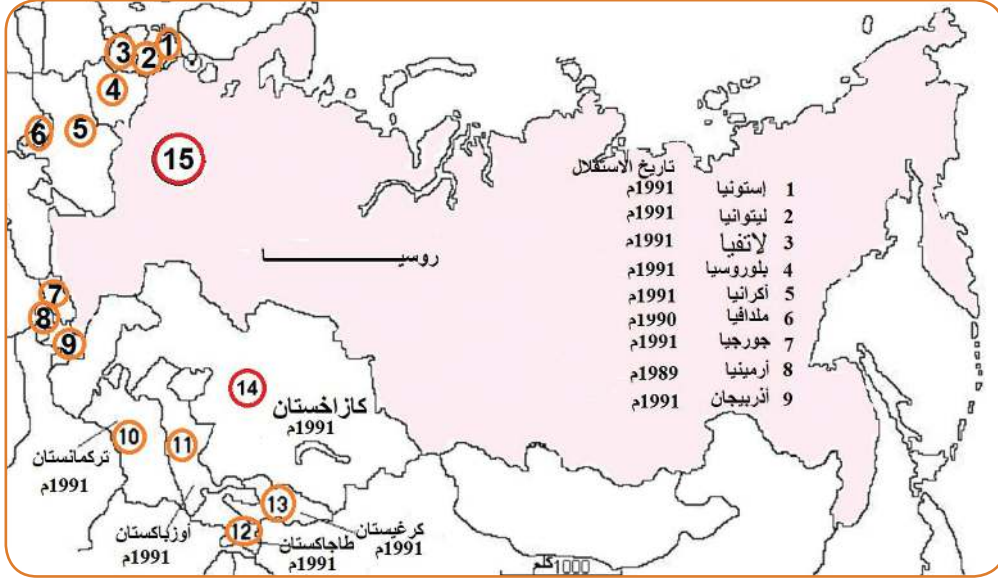 1
2
3
4
5
6
15
تاريخ الاستقلال
1 إستونيا 1991م
2 ليتوانيا 1991م
3 لاتفيا 1991م
4 بلوروسيا 1991م
5 أكرانيا 1991م
6 ملدافيا 1990م
7 جورجيا 1991م
8 أرمينيا 1989م
9 أذربيجان 1991م
روسيــــــــــا
7
8
9
14
كازاخستان
1991م
10
11
تركمانستان
1991م
13
12
أوزباكستان
1991م
طاجاكستان
1991م
كرغيستان
1991م
1000كلم